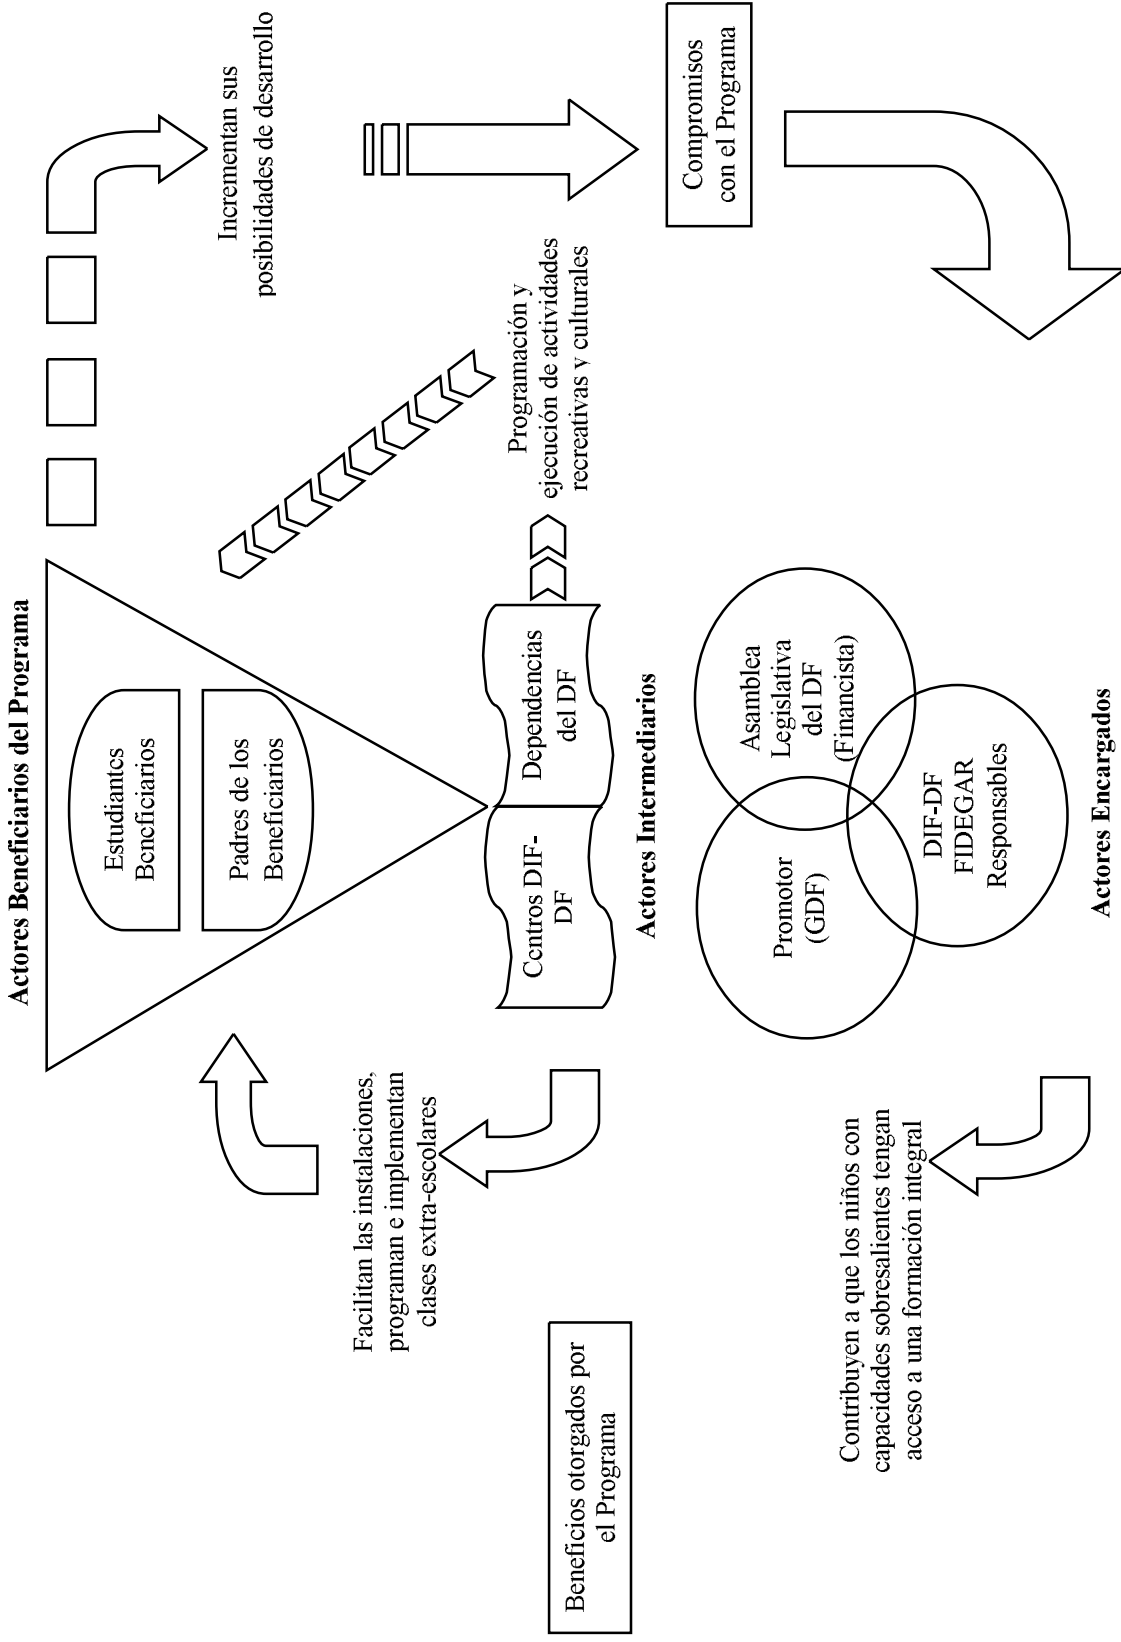 Actores Beneficiarios del Programa
Estudiantes
Beneficiarios
Padres de los
Beneficiarios
Incrementan sus
posibilidades de desarrollo
Facilitan las instalaciones,
programan e implementan
clases extra-escolares
Programación y
ejecución de actividades
recreativas y culturales
Centros DIF-
DF
Dependencias
del DF
Actores Intermediarios
Beneficios otorgados por
el Programa
Compromisos
con el Programa
Promotor
(GDF)
Asamblea
Legislativa
del DF
(Financista)
DIF-DF
FIDEGAR
Responsables
Contribuyen a que los niños con
capacidades sobresalientes tengan
acceso a una formación integral
Actores Encargados